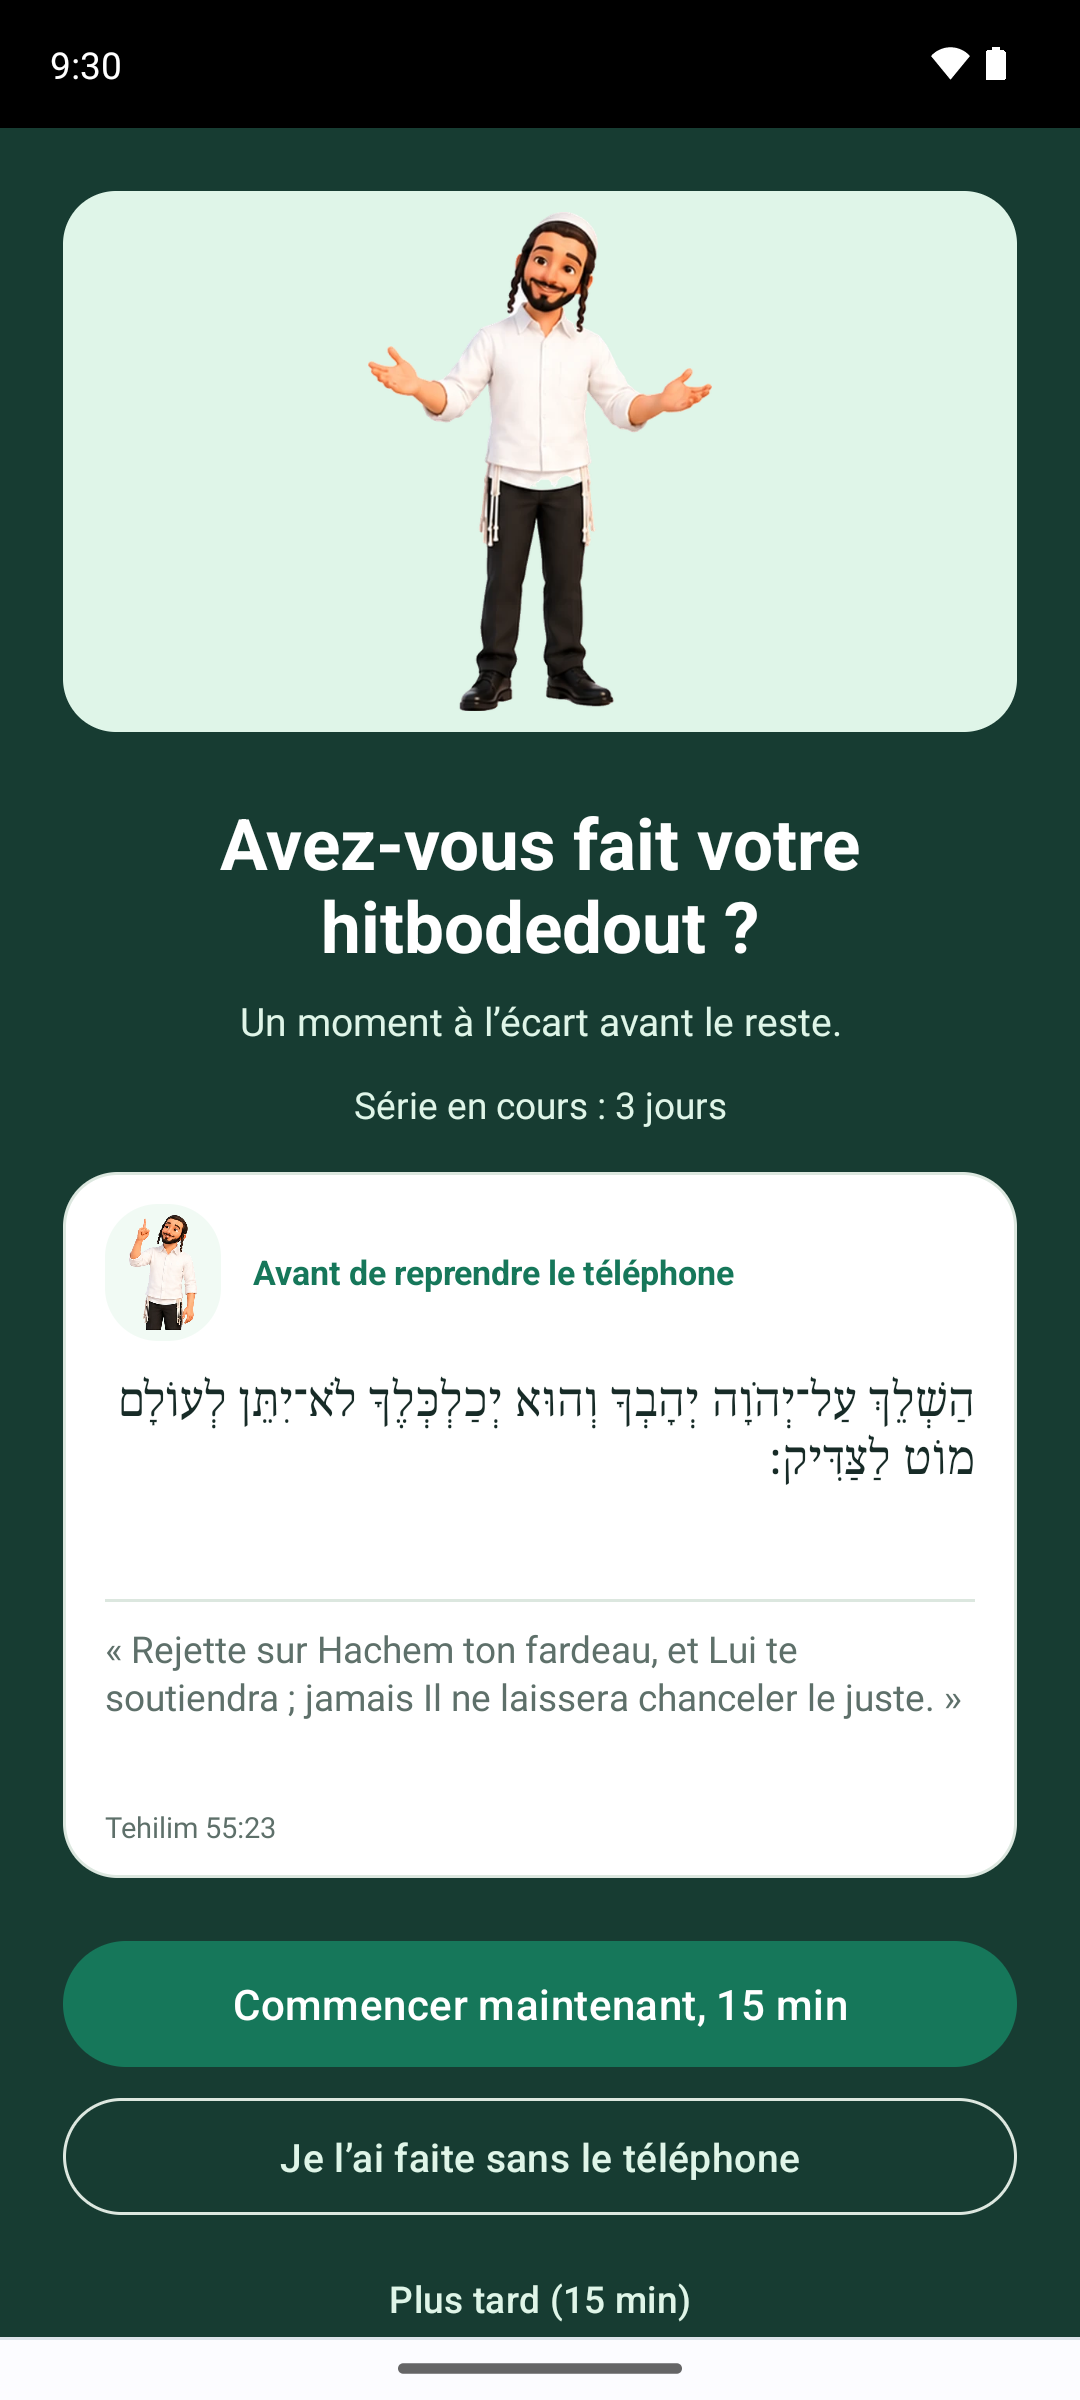 9:30
Avez-vous fait votre
hitbodedout ?
Un moment à l’écart avant le reste.
Série en cours : 3 jours
Avant de reprendre le téléphone
הַשְׁלֵךְ עַל־יְהֹוָה יְהָבְךָ וְהוּא יְכַלְכְּלֶךָ לֹא־יִתֵּן לְעוֹלָם
מוֹט לַצַּדִּיק׃
« Rejette sur Hachem ton fardeau, et Lui te
soutiendra ; jamais Il ne laissera chanceler le juste. »
Tehilim 55:23
Commencer maintenant, 15 min
Je l’ai faite sans le téléphone
Plus tard (15 min)